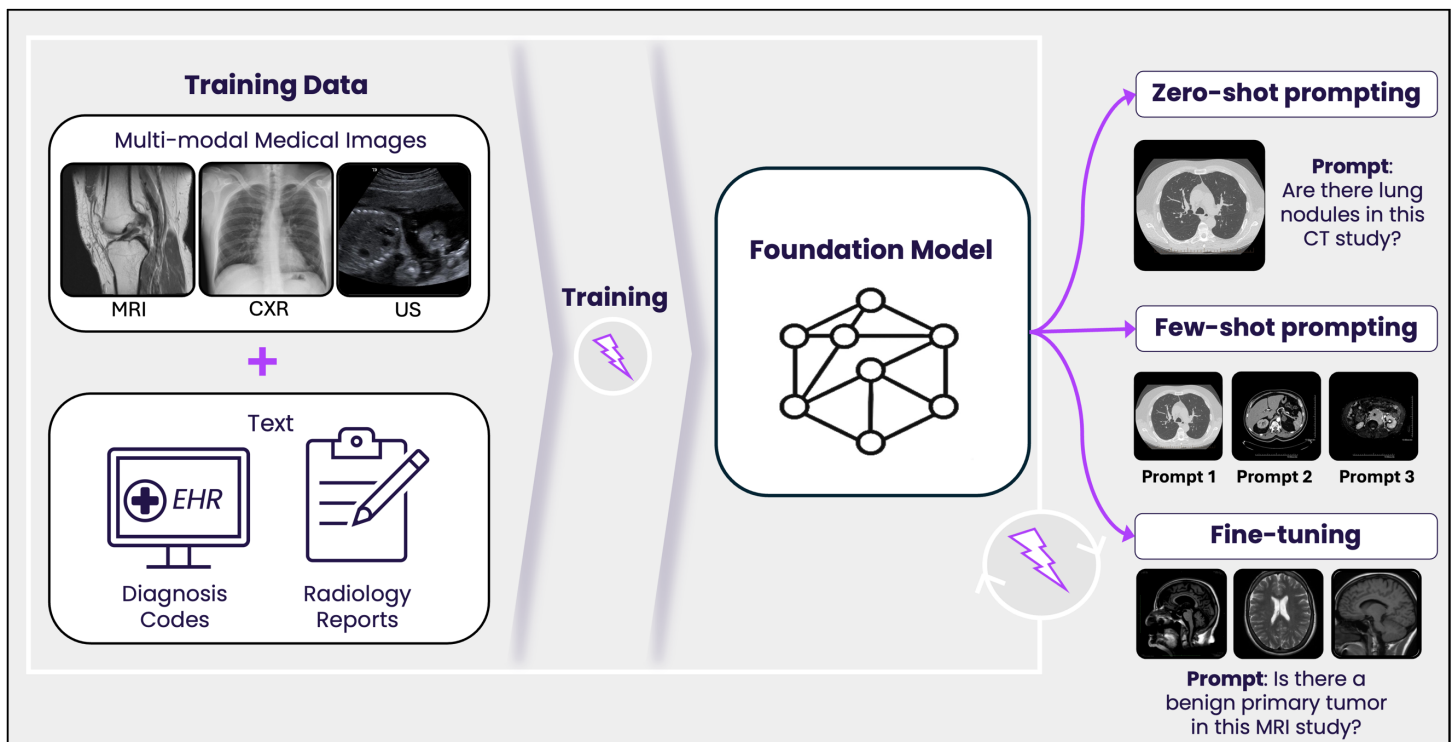 Training Data
Multi-modal Medical Images
MRI
CXR
US
+
Text
EHR
Diagnosis
Codes
Radiology
Reports
Training
Foundation Model
Zero-shot prompting
Prompt:
Are there lung
nodules in this
CT study?
Few-shot prompting
Prompt 1
Prompt 2
Prompt 3
Fine-tuning
Prompt: Is there a
benign primary tumor
in this MRI study?